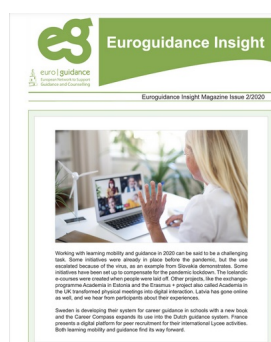 eg
Euroguidance Insight
euro|guidance
European Network to Support
Guidance and Counselling
Euroguidance Insight Magazine Issue 2/2020
Working with learning mobility and guidance in 2020 can be said to be a challenging
task. Some initiatives were already in place before the pandemic, but the use
escalated because of the virus, as an example from Slovakia demonstrates. Some
initiatives have been set up to compensate for the pandemic lockdown. The Icelandic
e-courses were created when people were laid off. Other projects, like the exchange-
programme Academia in Estonia and the Erasmus + project also called Academia in
the UK transformed physical meetings into digital interaction. Latvia has gone online
as well, and we hear from participants about their experiences.
Sweden is developing their system for career guidance in schools with a new book
and the Career Compass expands its use into the Dutch guidance system. France
presents a digital platform for peer recruitment for their international Lycee activities.
Both learning mobility and guidance find its way forward.